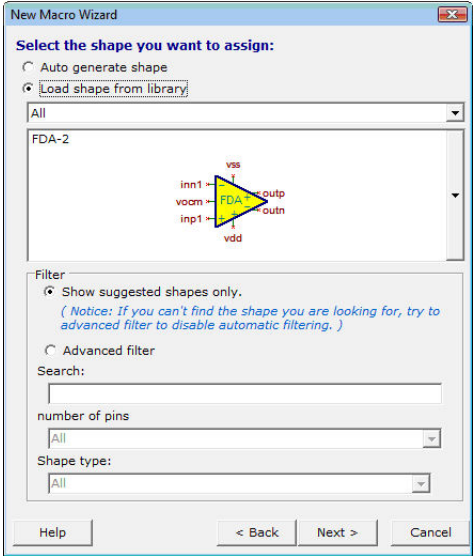 New Macro Wizard
Select the shape you want to assign:
Auto generate shape
Load shape from library
All
FDA-2
vss
inn1
outp
vocm
FDA
outn
inp1
vdd
Filter
Show suggested shapes only.
( Notice: If you can't find the shape you are looking for, try to
advanced filter to disable automatic filtering. )
Advanced filter
Search:
number of pins
All
Shape type:
All
Help
< Back
Next >
Cancel